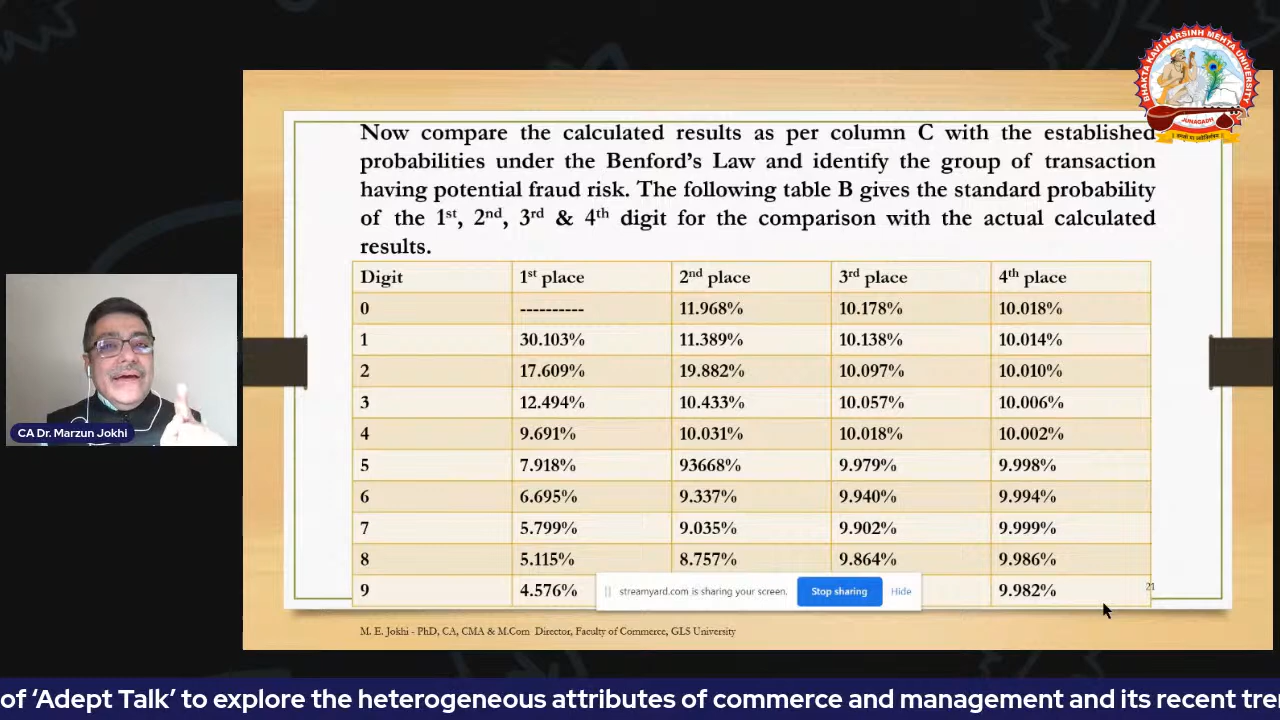 BHAKTA KAVI NARSINH MEHTA UNIVERSITY
JUNAGADH
Now compare the calculated results as per column C with the established
probabilities under the Benford's Law and identify the group of transaction
having potential fraud risk. The following table B gives the standard probability
of the 1st, 2nd, 3rd & 4th digit for the comparison with the actual calculated
results.
Digit 1st place 2nd place 3rd place 4th place
0 ---------- 11.968% 10.178% 10.018%
1 30.103% 11.389% 10.138% 10.014%
2 17.609% 19.882% 10.097% 10.010%
3 12.494% 10.433% 10.057% 10.006%
4 9.691% 10.031% 10.018% 10.002%
5 7.918% 93668% 9.979% 9.998%
6 6.695% 9.337% 9.940% 9.994%
7 5.799% 9.035% 9.902% 9.999%
8 5.115% 8.757% 9.864% 9.986%
9 4.576% 9.982%
streamyard.com is sharing your screen. Stop sharing Hide
21
M. E. Jokhi - PhD, CA, CMA & M.Com Director, Faculty of Commerce, GLS University
CA Dr. Marzun Jokhi
of 'Adept Talk' to explore the heterogeneous attributes of commerce and management and its recent